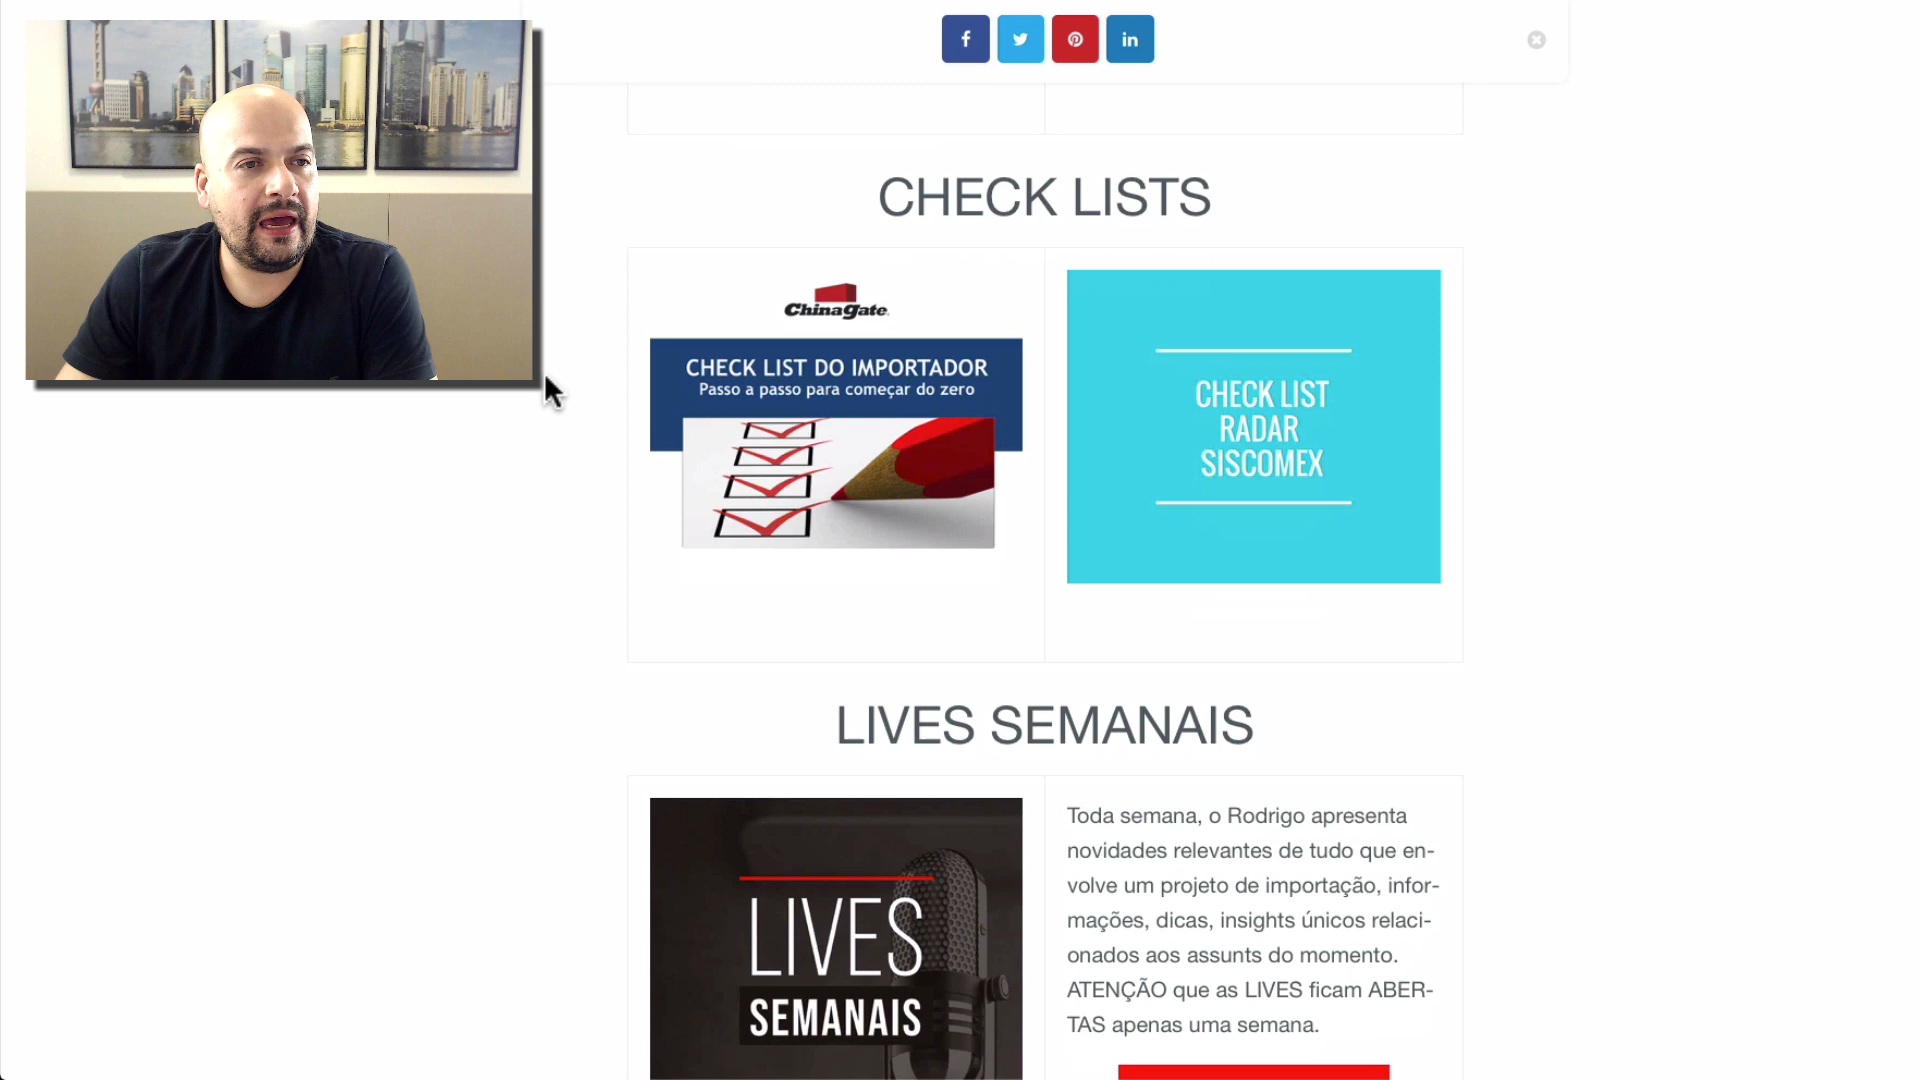 CHECK LISTS
Chinagate
CHECK LIST DO IMPORTADOR
Passo a passo para começar do zero
CHECK LIST
RADAR
SISCOMEX
LIVES SEMANAIS
LIVES
SEMANAIS
Toda semana, o Rodrigo apresenta
novidades relevantes de tudo que en-
volve um projeto de importação, infor-
mações, dicas, insights únicos relaci-
onados aos assunts do momento.
ATENÇÃO que as LIVES ficam ABER-
TAS apenas uma semana.